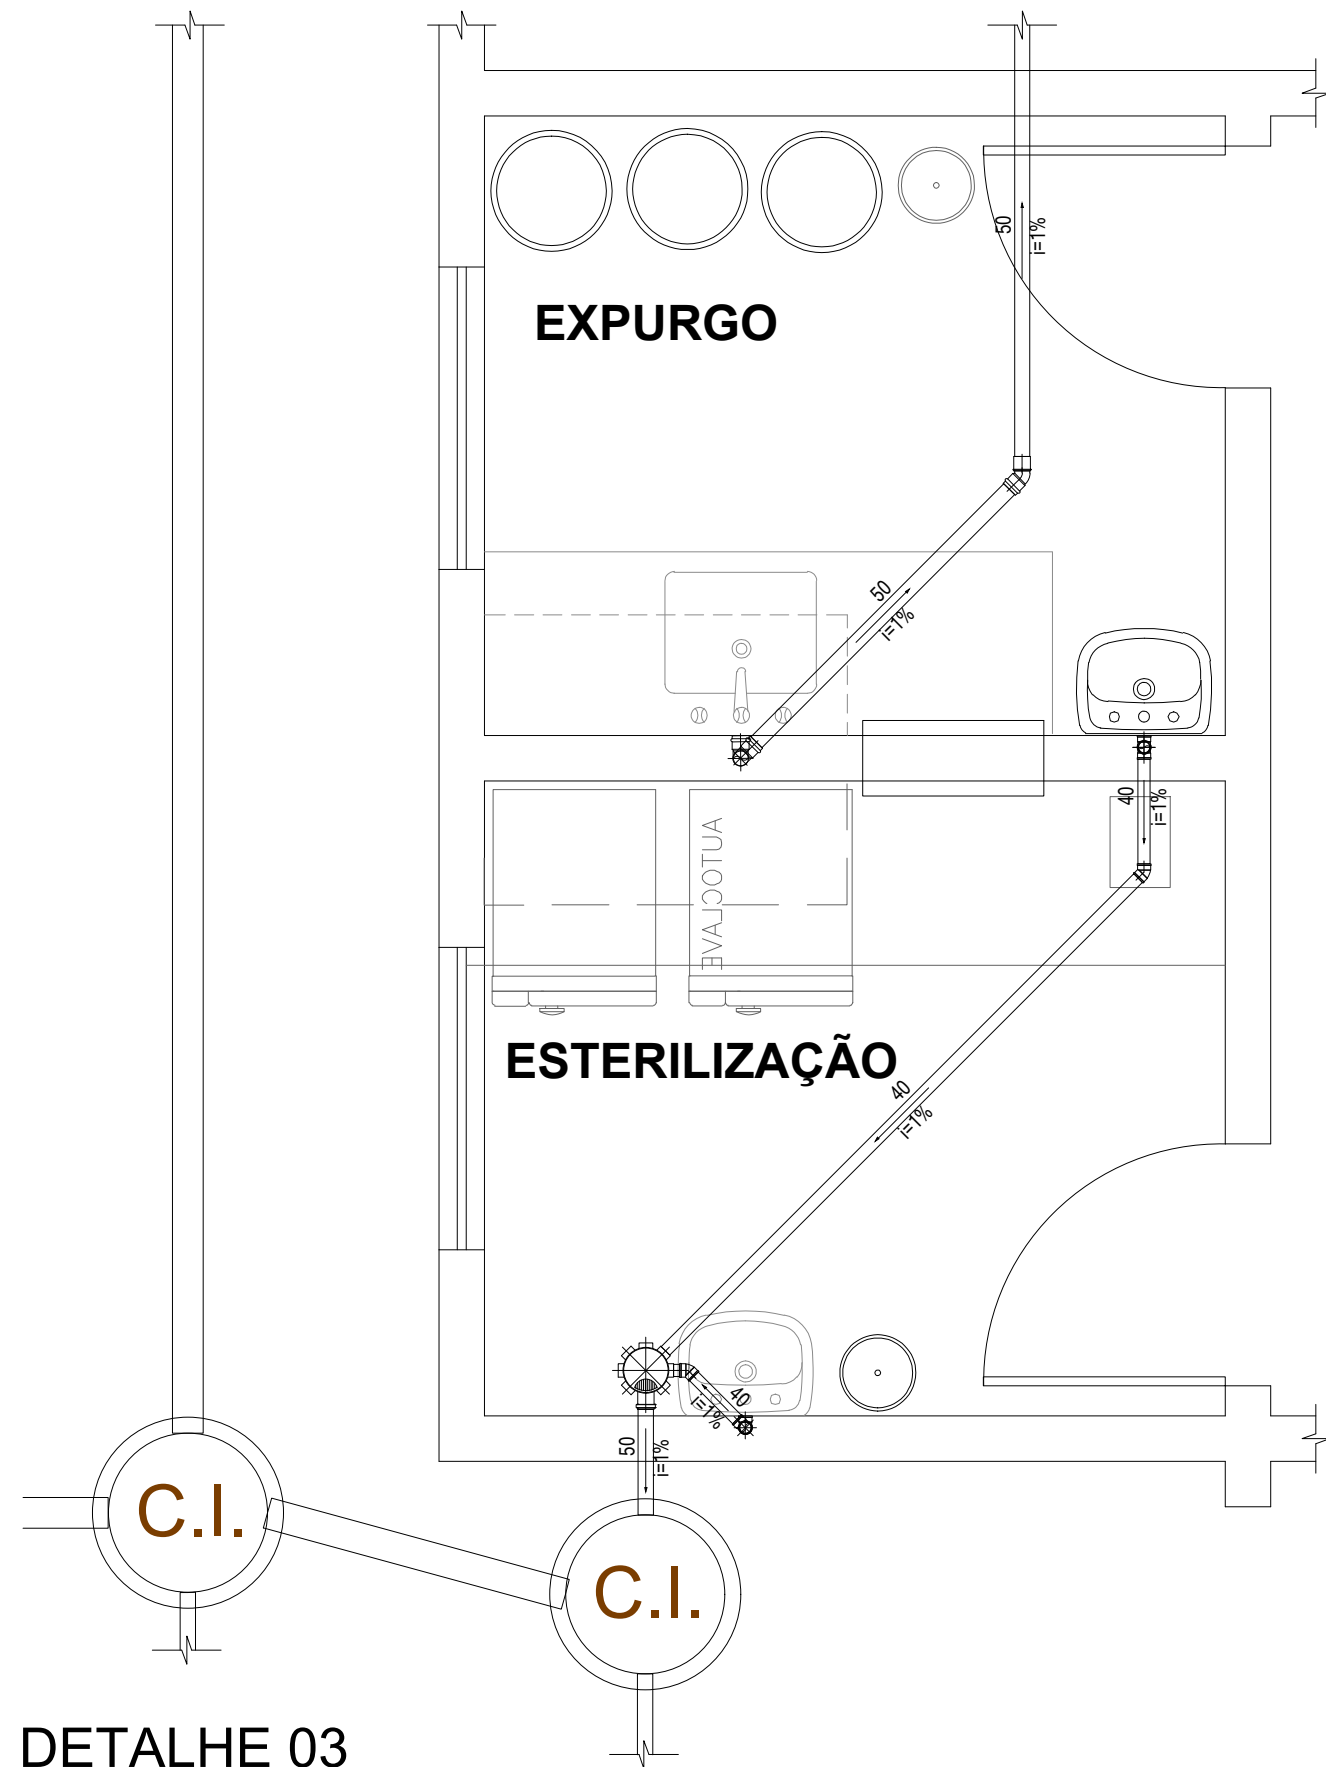 50
i=1%
EXPURGO
50
i=1%
40
i=1%
AUTOCLAVE
ESTERILIZAÇÃO
40
i=1%
40
i=1%
50
i=1%
C.I.
C.I.
DETALHE 03